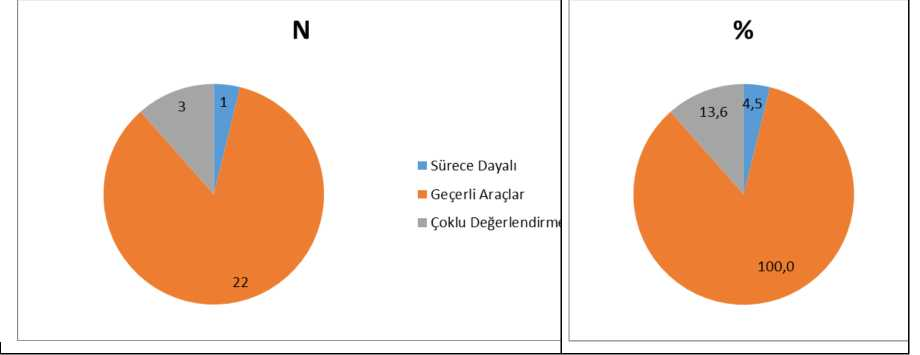 N
1
3
22
Sürece Dayalı
Geçerli Araçlar
Çoklu Değerlendirme
%
4,5
13,6
100,0